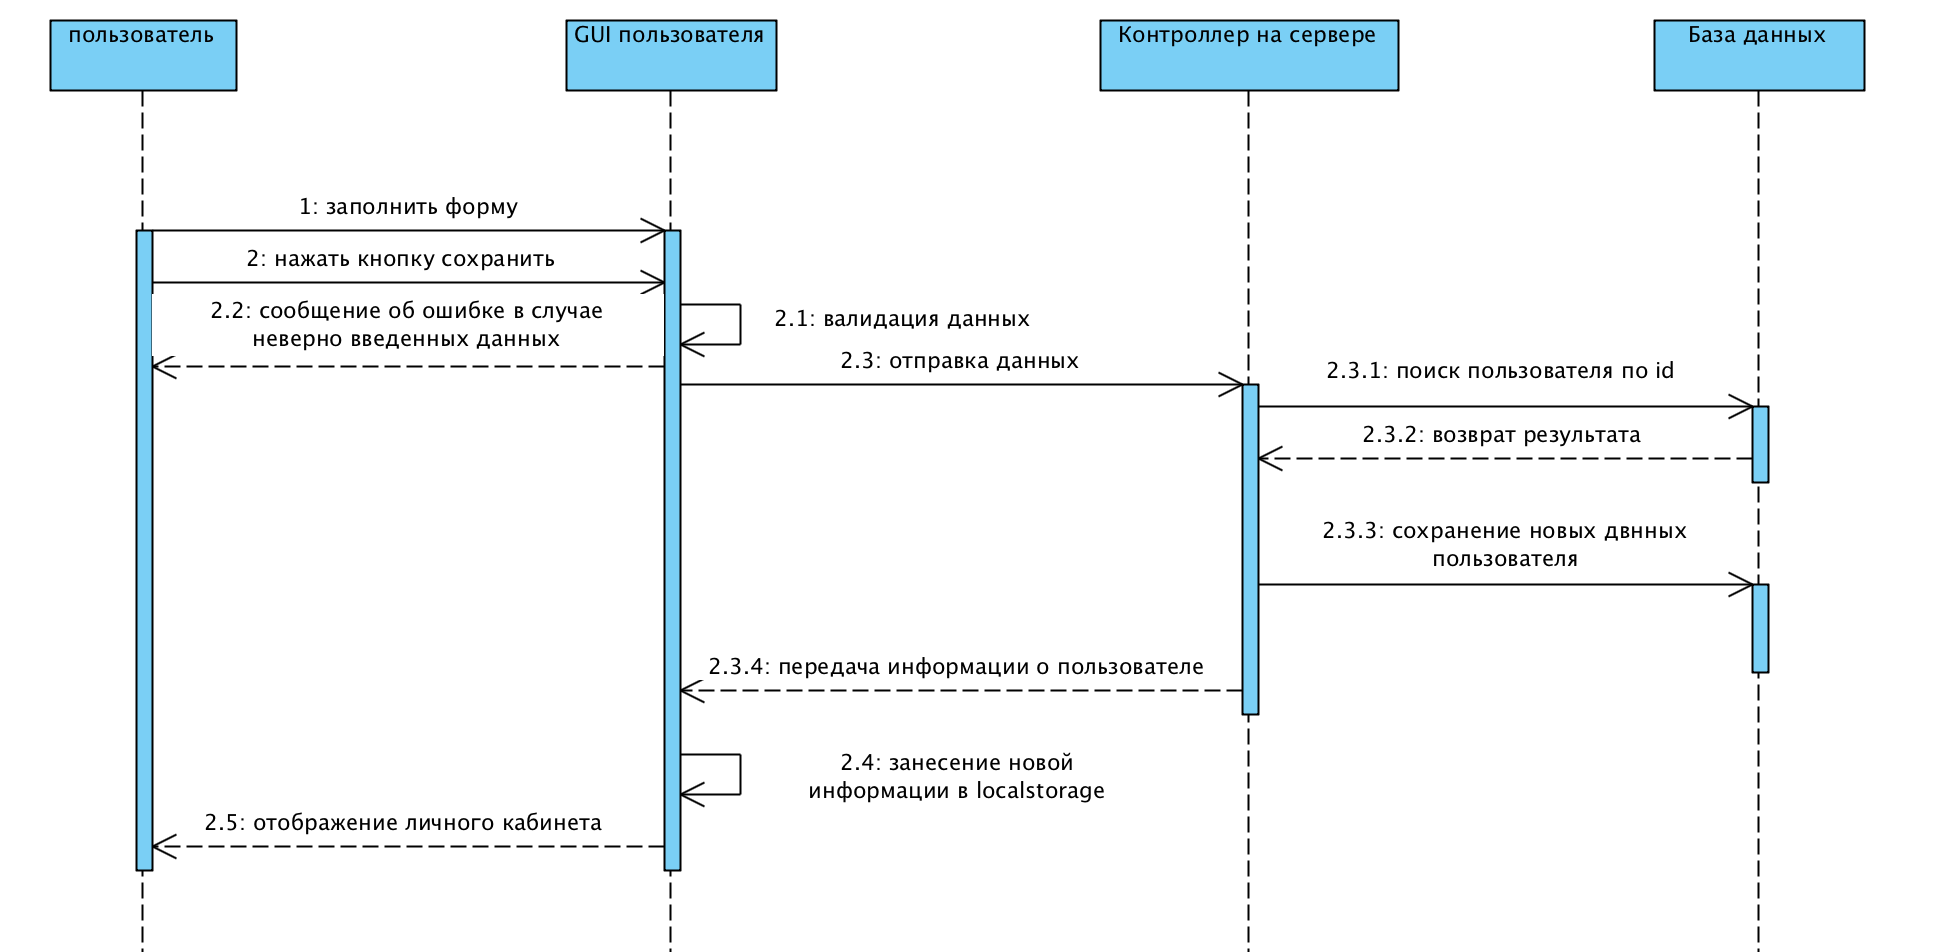 пользователь
GUI пользователя
Контроллер на сервере
База данных
1: заполнить форму
2: нажать кнопку сохранить
2.2: сообщение об ошибке в случае
неверно введенных данных
2.1: валидация данных
2.3: отправка данных
2.3.1: поиск пользователя по id
2.3.2: возврат результата
2.3.3: сохранение новых двнных
пользователя
2.3.4: передача информации о пользователе
2.4: занесение новой
информации в localstorage
2.5: отображение личного кабинета